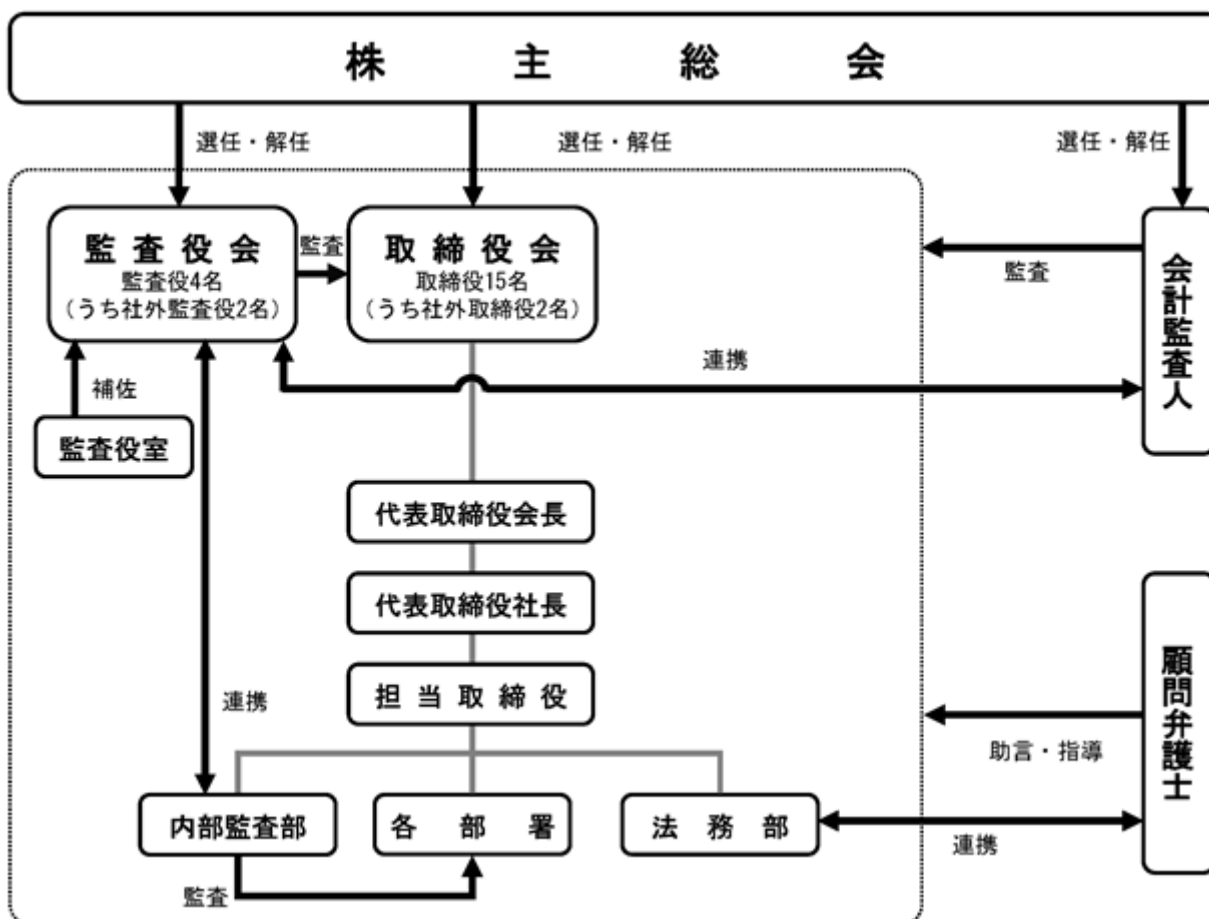 株主総会
選任・解任
選任・解任
選任・解任
監査役会
監査役4名
（うち社外監査役2名）
監査
取締役会
取締役15名
（うち社外取締役2名）
監査
会計監査人
連携
補佐
監査役室
代表取締役会長
代表取締役社長
担当取締役
連携
顧問弁護士
助言・指導
内部監査部
各部署
法務部
連携
監査